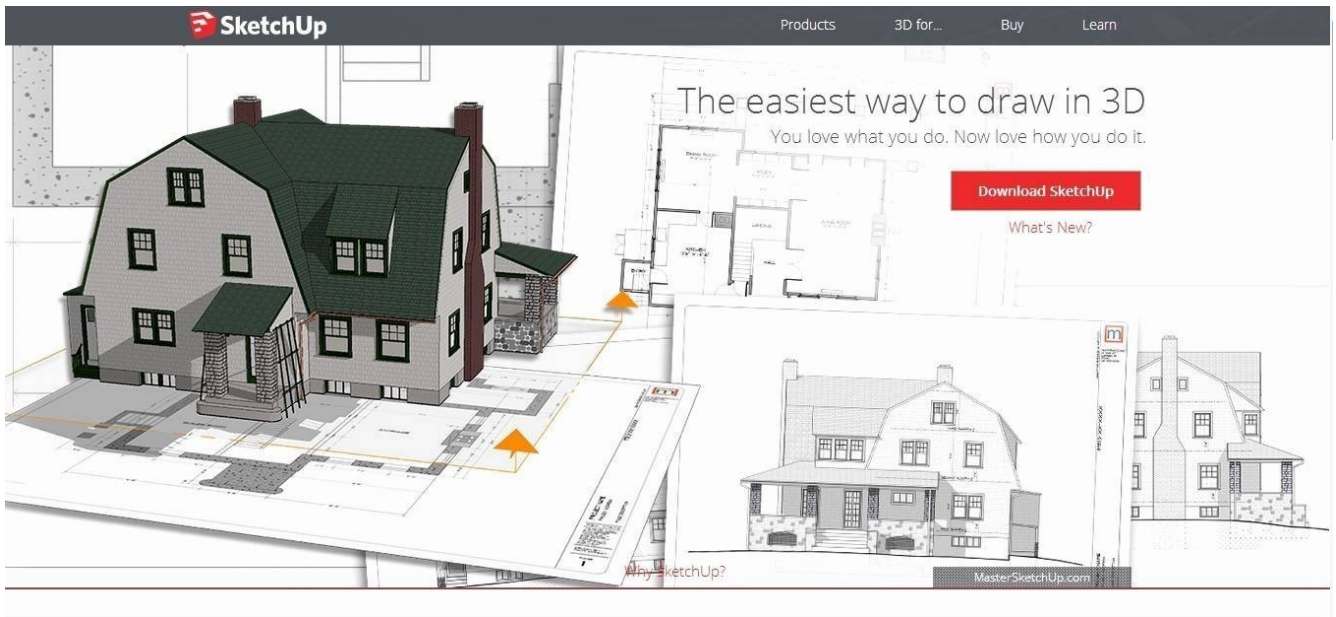 SketchUp
Products 3D for... Buy Learn
The easiest way to draw in 3D
You love what you do. Now love how you do it.
Download SketchUp
What's New?
KITCHEN
m
Why SketchUp?
MasterSketchUp.com